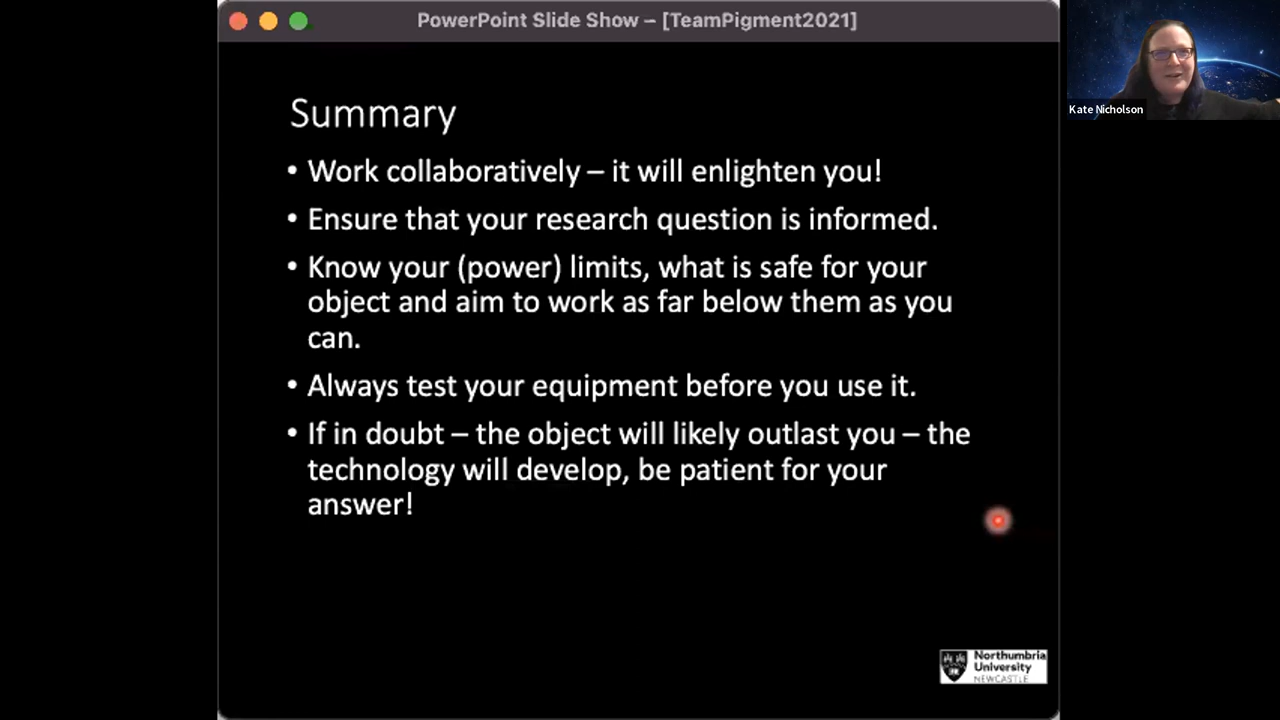 PowerPoint Slide Show – [TeamPigment2021]
Kate Nicholson
Summary
• Work collaboratively – it will enlighten you!
• Ensure that your research question is informed.
• Know your (power) limits, what is safe for your
object and aim to work as far below them as you
can.
• Always test your equipment before you use it.
• If in doubt – the object will likely outlast you – the
technology will develop, be patient for your
answer!
Northumbria
University
NEWCASTLE